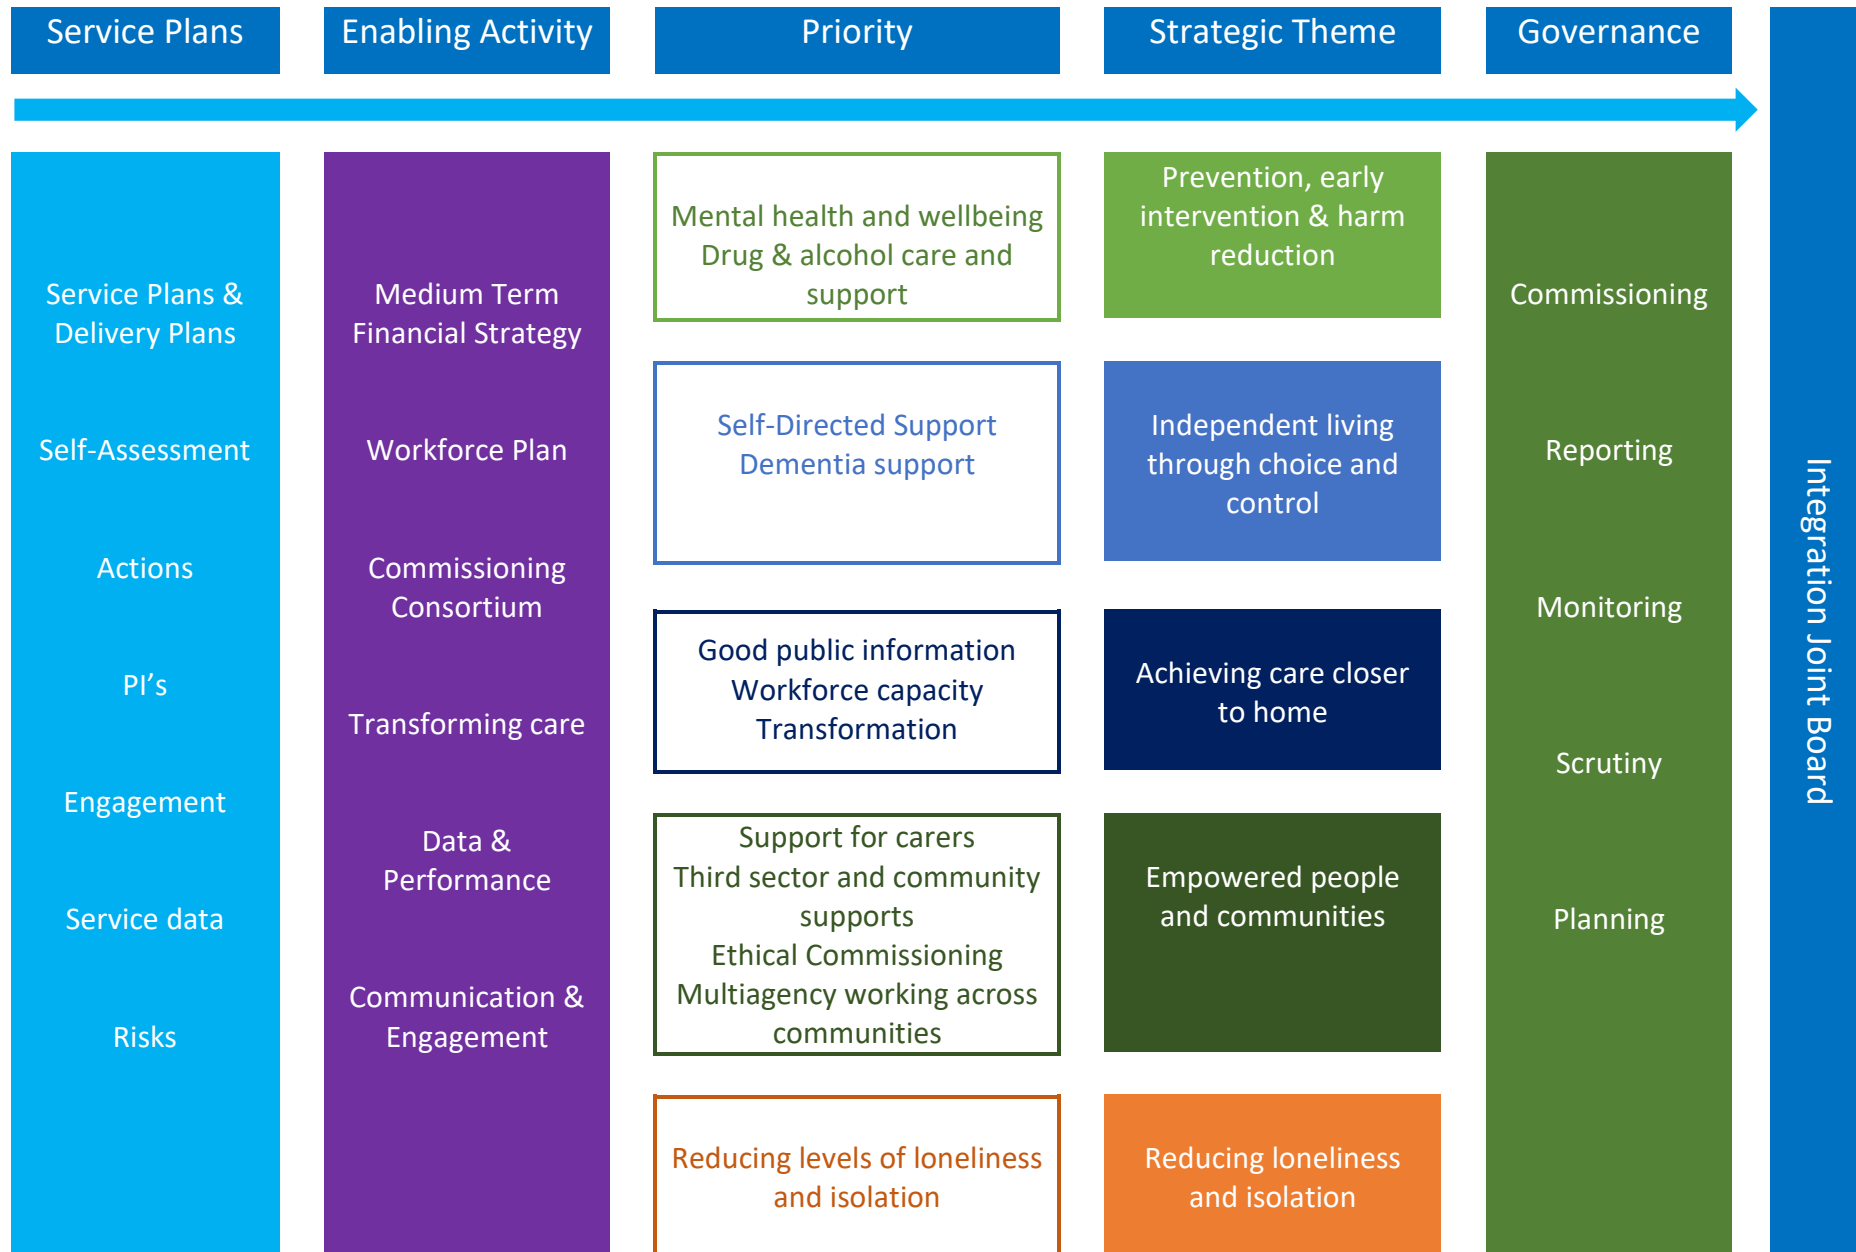 Service Plans
Enabling Activity
Priority
Strategic Theme
Governance
Service Plans &
Delivery Plans
Self-Assessment
Actions
PI’s
Engagement
Service data
Risks
Medium Term
Financial Strategy
Workforce Plan
Commissioning
Consortium
Transforming care
Data &
Performance
Communication &
Engagement
Mental health and wellbeing
Drug & alcohol care and
support
Self-Directed Support
Dementia support
Good public information
Workforce capacity
Transformation
Support for carers
Third sector and community
supports
Ethical Commissioning
Multiagency working across
communities
Reducing levels of loneliness
and isolation
Prevention, early
intervention & harm
reduction
Independent living
through choice and
control
Achieving care closer
to home
Empowered people
and communities
Reducing loneliness
and isolation
Commissioning
Reporting
Monitoring
Scrutiny
Planning
Integration Joint Board